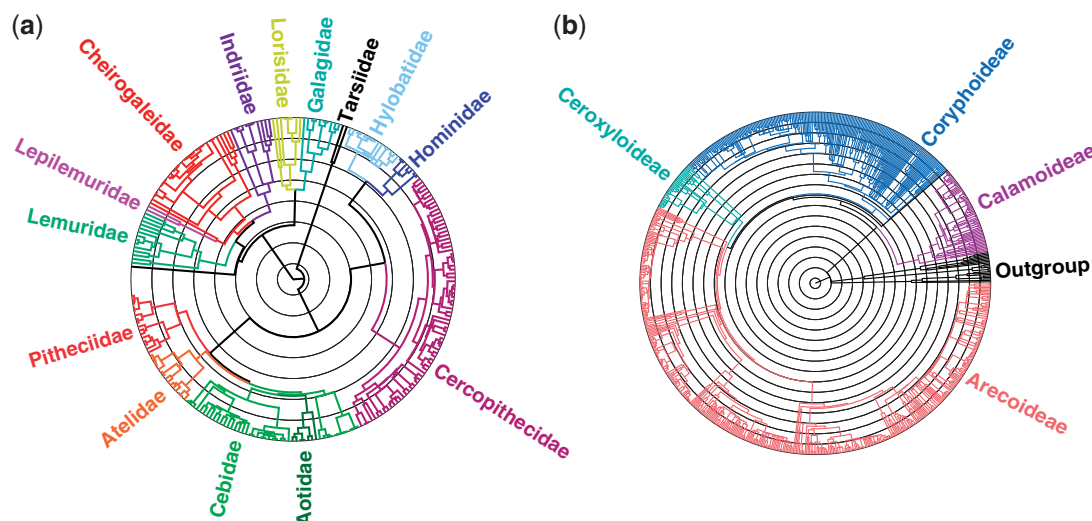 (a)
Cheirogaleidae
Indriidae
Lorisidae
Galagidae
Tarsiidae
Hylobatidae
Hominidae
Lepilemuridae
Lemuridae
Pitheciidae
Atelidae
Cebidae
Aotidae
Cercopithecidae
(b)
Ceroxyloideae
Coryphoideae
Calamoideae
Outgroup
Arecoideae